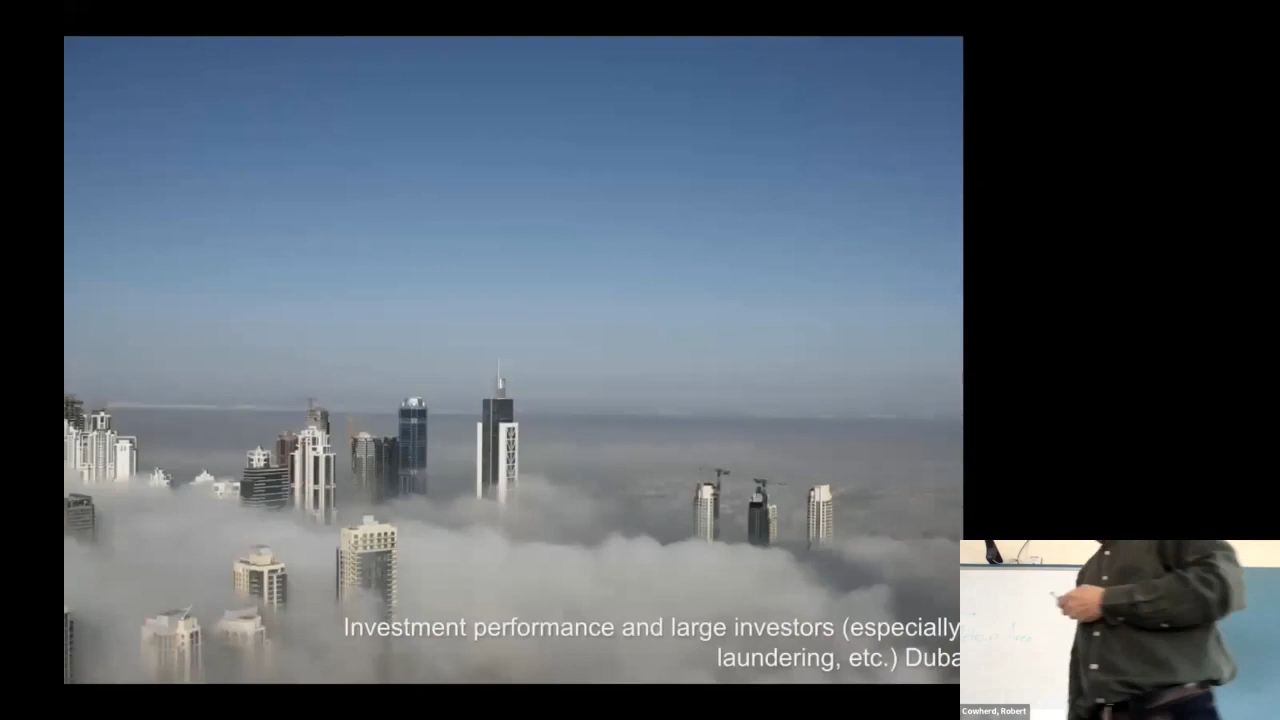 Investment performance and large investors (especially
laundering, etc.) Duba
Cowherd, Robert